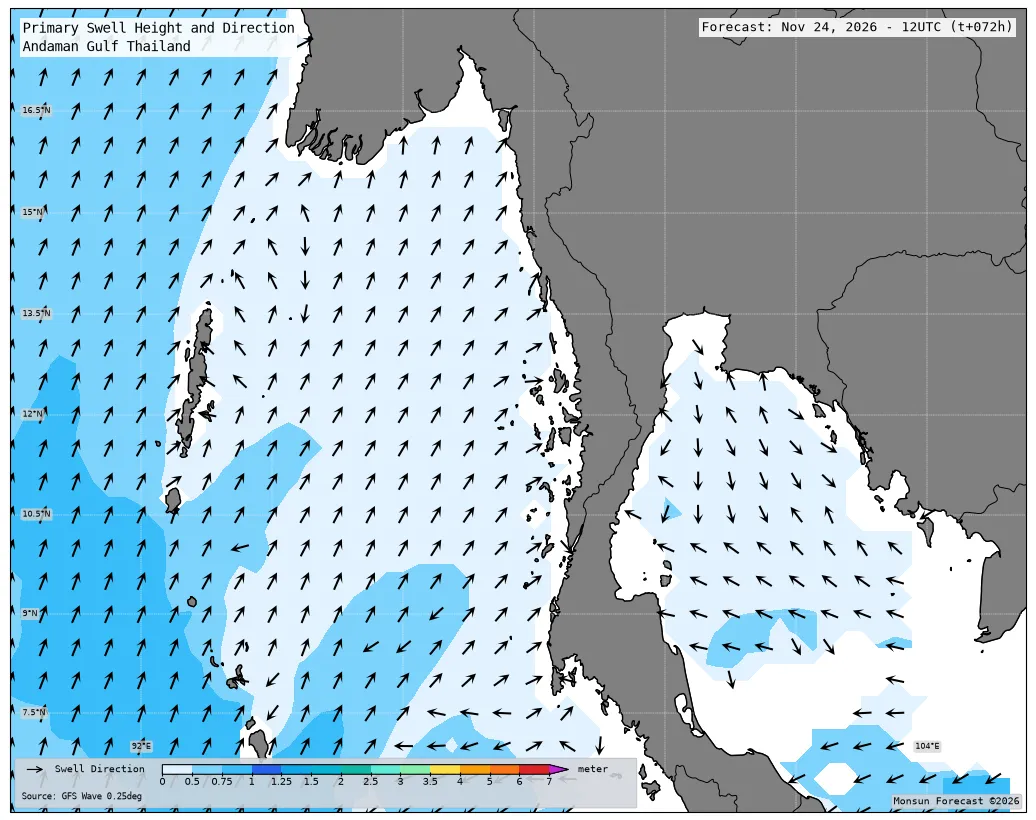 Primary Swell Height and Direction
Andaman Gulf Thailand
Forecast: Nov 24, 2026 - 12UTC (t+072h)
16.5°N
15°N
13.5°N
12°N
10.5°N
9°N
7.5°N
92°E
104°E
Swell Direction
meter
0 0.5 0.75 1 1.25 1.5 2 2.5 3 3.5 4 5 6 7
Source: GFS Wave 0.25deg
Monsun Forecast ©2026